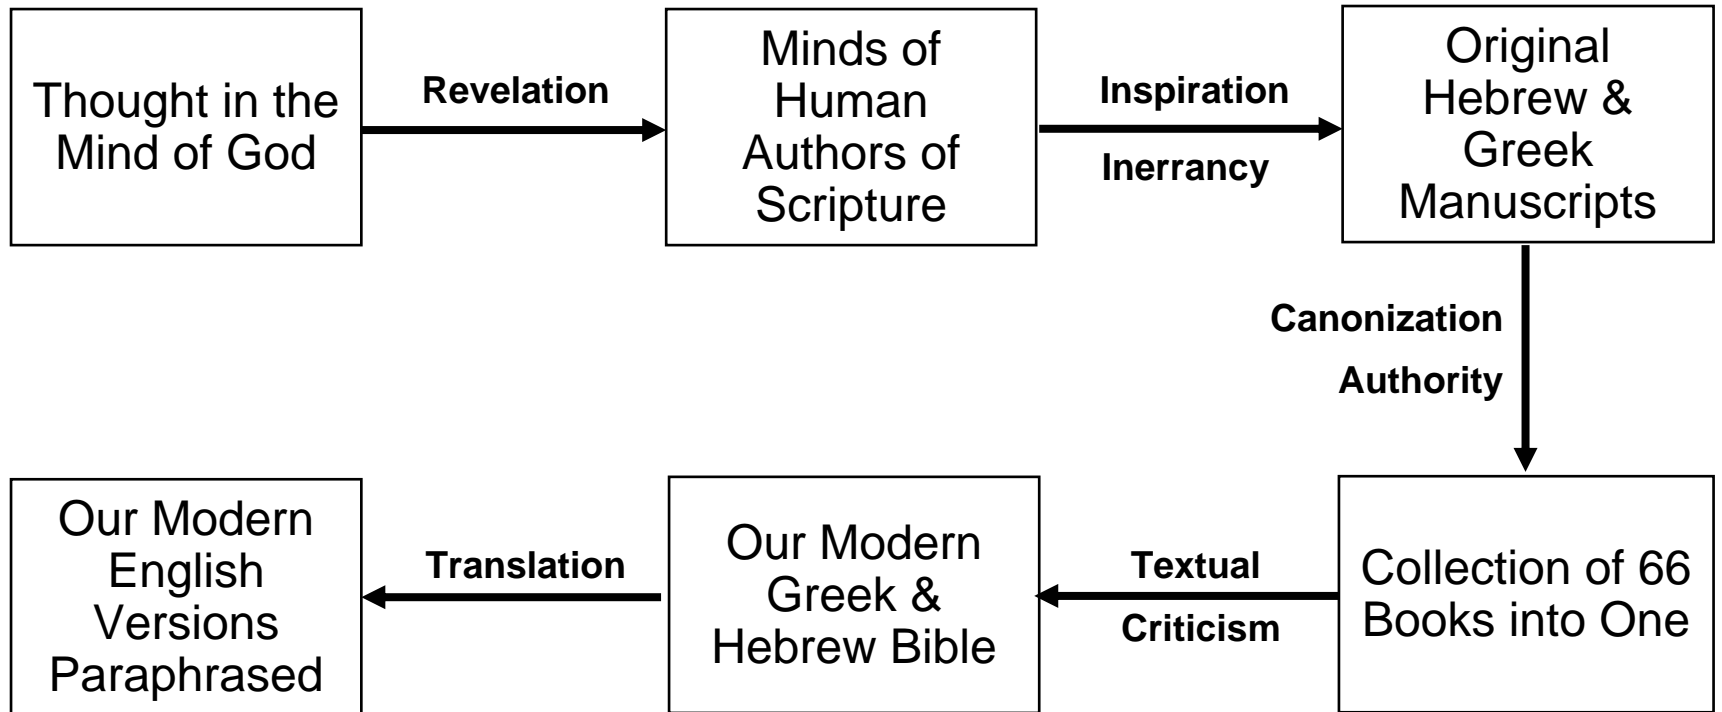 Thought in the
Mind of God
Revelation
Minds of
Human
Authors of
Scripture
Inspiration
Inerrancy
Original
Hebrew &
Greek
Manuscripts
Canonization
Authority
Collection of 66
Books into One
Textual
Criticism
Our Modern
Greek &
Hebrew Bible
Translation
Our Modern
English
Versions
Paraphrased